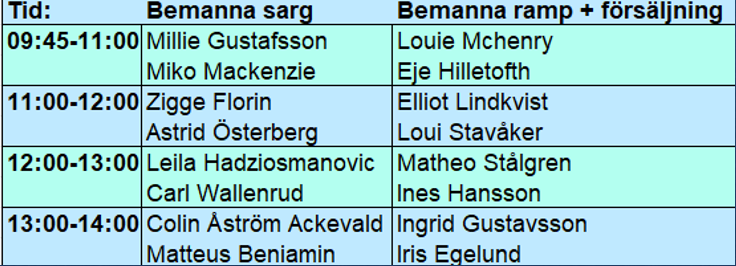 Tid: Bemanna sarg Bemanna ramp + försäljning
09:45-11:00 Millie Gustafsson Louie Mchenry
Miko Mackenzie Eje Hilletofth
11:00-12:00 Zigge Florin Elliot Lindkvist
Astrid Österberg Loui Stavåker
12:00-13:00 Leila Hadziosmanovic Matheo Stålgren
Carl Wallenrud Ines Hansson
13:00-14:00 Colin Åström Ackevald Ingrid Gustavsson
Matteus Beniamin Iris Egelund